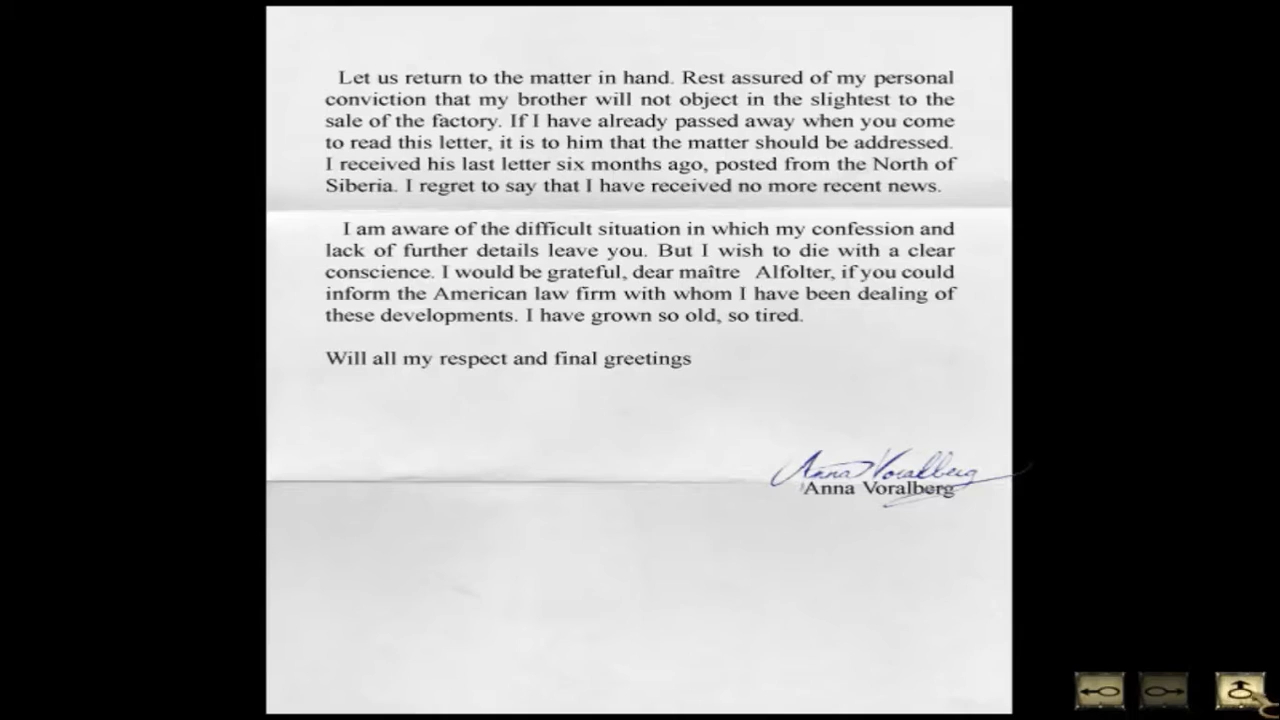 Let us return to the matter in hand. Rest assured of my personal
conviction that my brother will not object in the slightest to the
sale of the factory. If I have already passed away when you come
to read this letter, it is to him that the matter should be addressed.
I received his last letter six months ago, posted from the North of
Siberia. I regret to say that I have received no more recent news.
I am aware of the difficult situation in which my confession and
lack of further details leave you. But I wish to die with a clear
conscience. I would be grateful, dear maître Alfolter, if you could
inform the American law firm with whom I have been dealing of
these developments. I have grown so old, so tired.
Will all my respect and final greetings
Anna Voralberg
Anna Voralberg